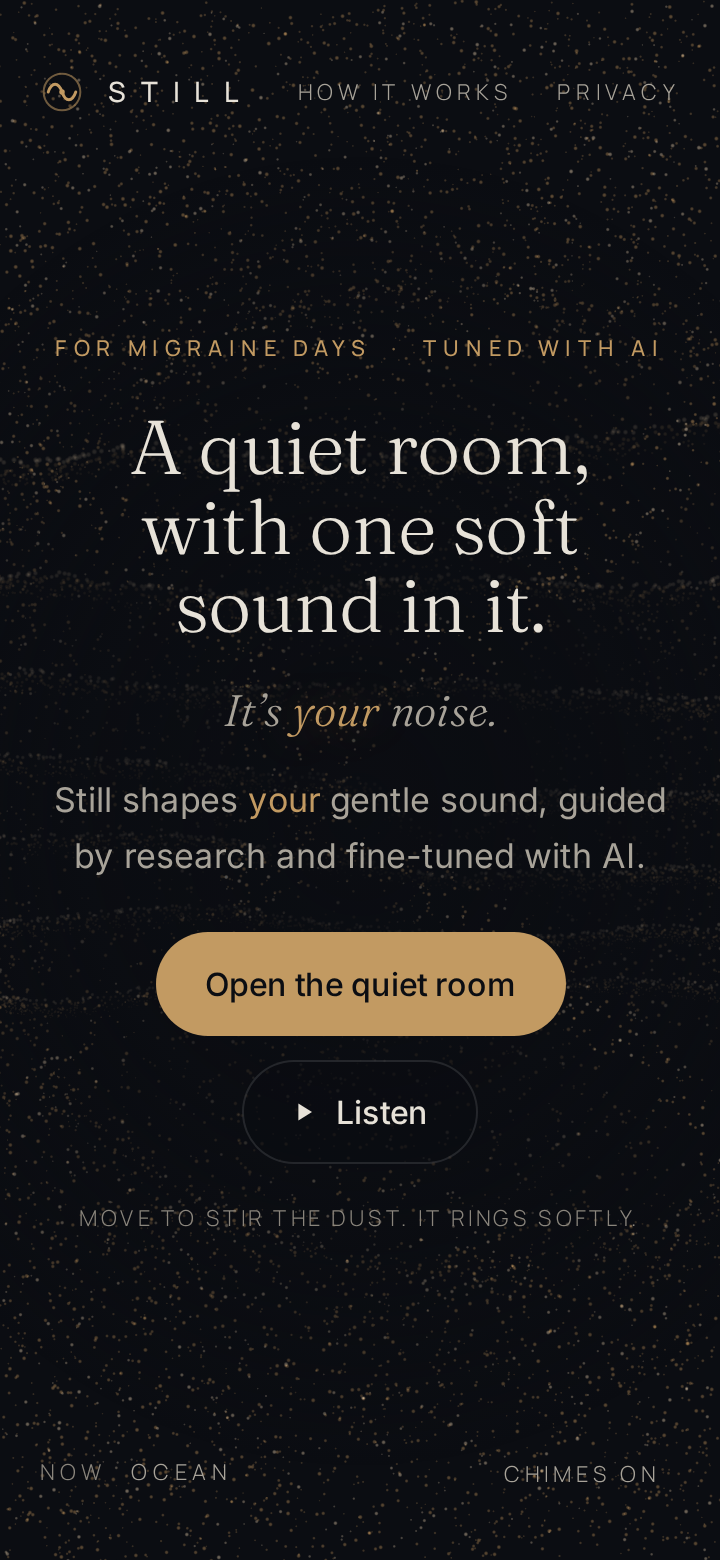 STILL HOW IT WORKS PRIVACY
FOR MIGRAINE DAYS · TUNED WITH AI
A quiet room,
with one soft
sound in it.
It’s your noise.
Still shapes your gentle sound, guided
by research and fine-tuned with AI.
Open the quiet room
Listen
MOVE TO STIR THE DUST. IT RINGS SOFTLY.
NOW OCEAN CHIMES ON